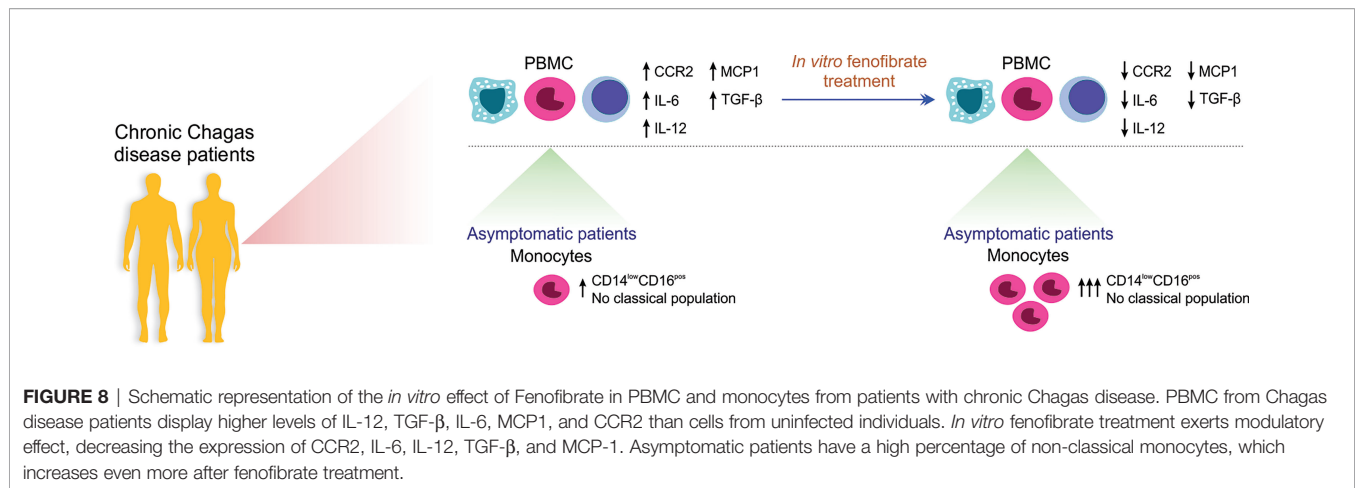 Chronic Chagas
disease patients
PBMC
↑ CCR2 ↑ MCP1
↑ IL-6 ↑ TGF-β
↑ IL-12
In vitro fenofibrate
treatment
PBMC
↓ CCR2 ↓ MCP1
↓ IL-6 ↓ TGF-β
↓ IL-12
Asymptomatic patients
Monocytes
↑ CD14lowCD16pos
No classical population
Asymptomatic patients
Monocytes
↑↑↑ CD14lowCD16pos
No classical population
FIGURE 8 | Schematic representation of the in vitro effect of Fenofibrate in PBMC and monocytes from patients with chronic Chagas disease. PBMC from Chagas
disease patients display higher levels of IL-12, TGF-β, IL-6, MCP1, and CCR2 than cells from uninfected individuals. In vitro fenofibrate treatment exerts modulatory
effect, decreasing the expression of CCR2, IL-6, IL-12, TGF-β, and MCP-1. Asymptomatic patients have a high percentage of non-classical monocytes, which
increases even more after fenofibrate treatment.